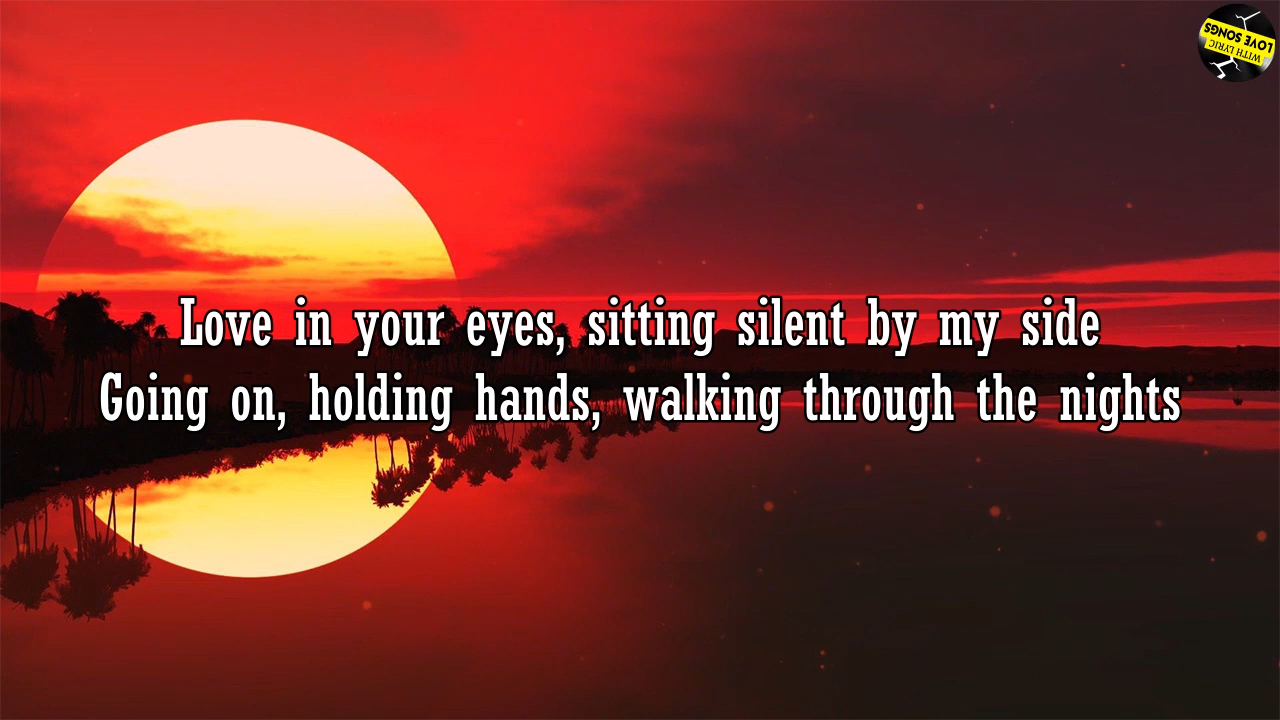 LOVE SONGS
WITH LYRIC
Love in your eyes, sitting silent by my side
Going on, holding hands, walking through the nights